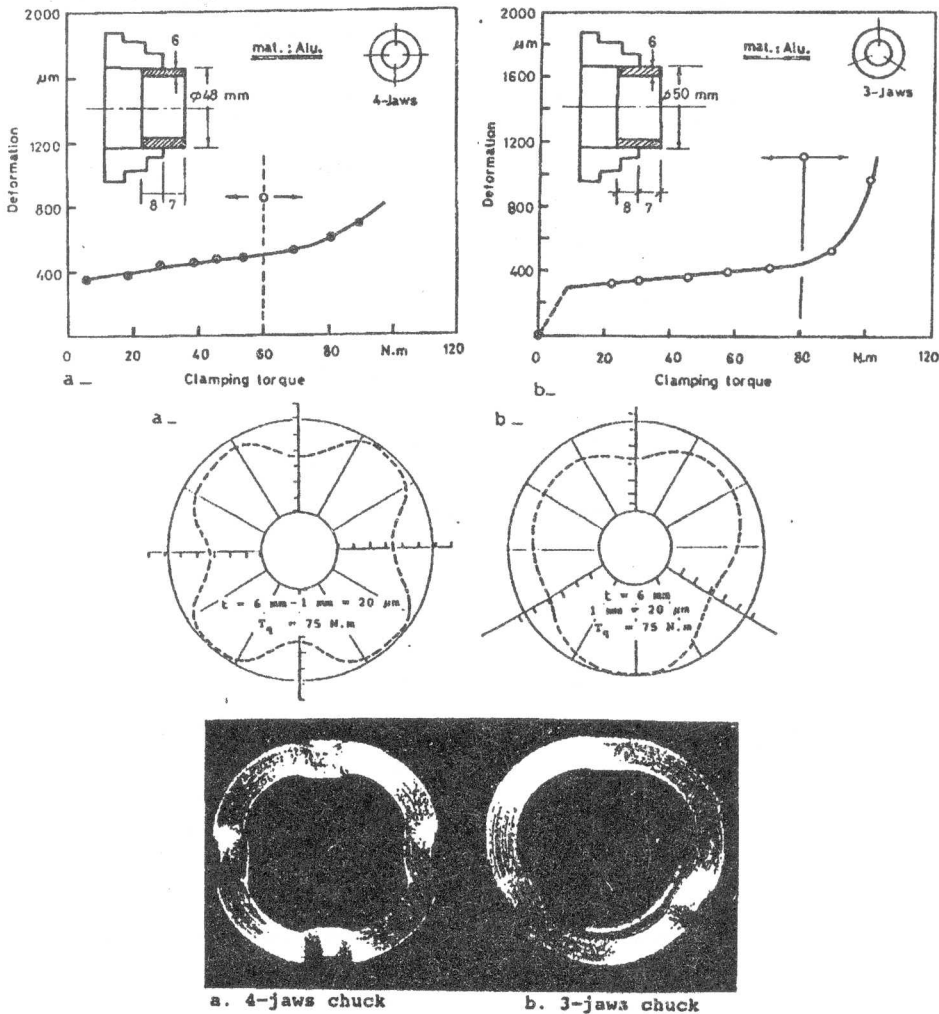 2000
μm
1200
800
400
Deformation
0
20
40
60
80
N.m
120
Clamping torque
a _
mat.: Alu.
6
ϕ48 mm
8
7
4-jaws
2000
μm
1600
1200
800
400
Deformation
0
20
40
60
80
N.m
120
Clamping torque
b_
mat.: Alu.
6
ϕ50 mm
8
7
3-jaws
a _
t = 6 mm-1 mm = 20 μm
Tq = 75 N.m
b _
t = 6 mm
1 mm = 20 μm
Tq = 75 N.m
a. 4-jaws chuck
b. 3-jaws chuck